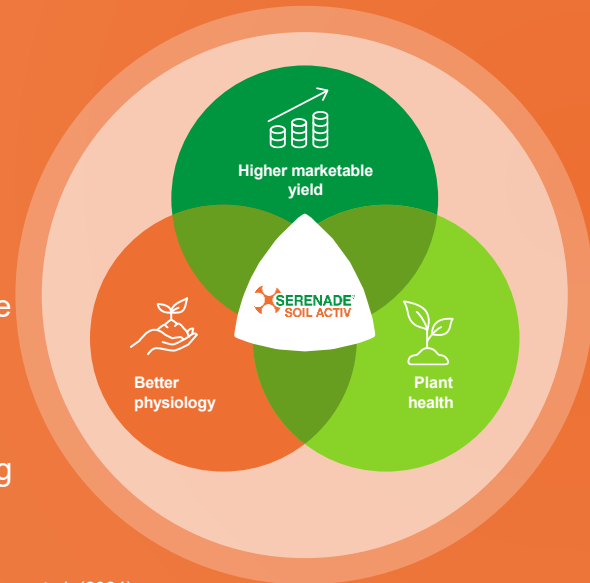 Higher marketable
yield
SERENADE®
SOIL ACTIV
e
Better
physiology
Plant
health
g